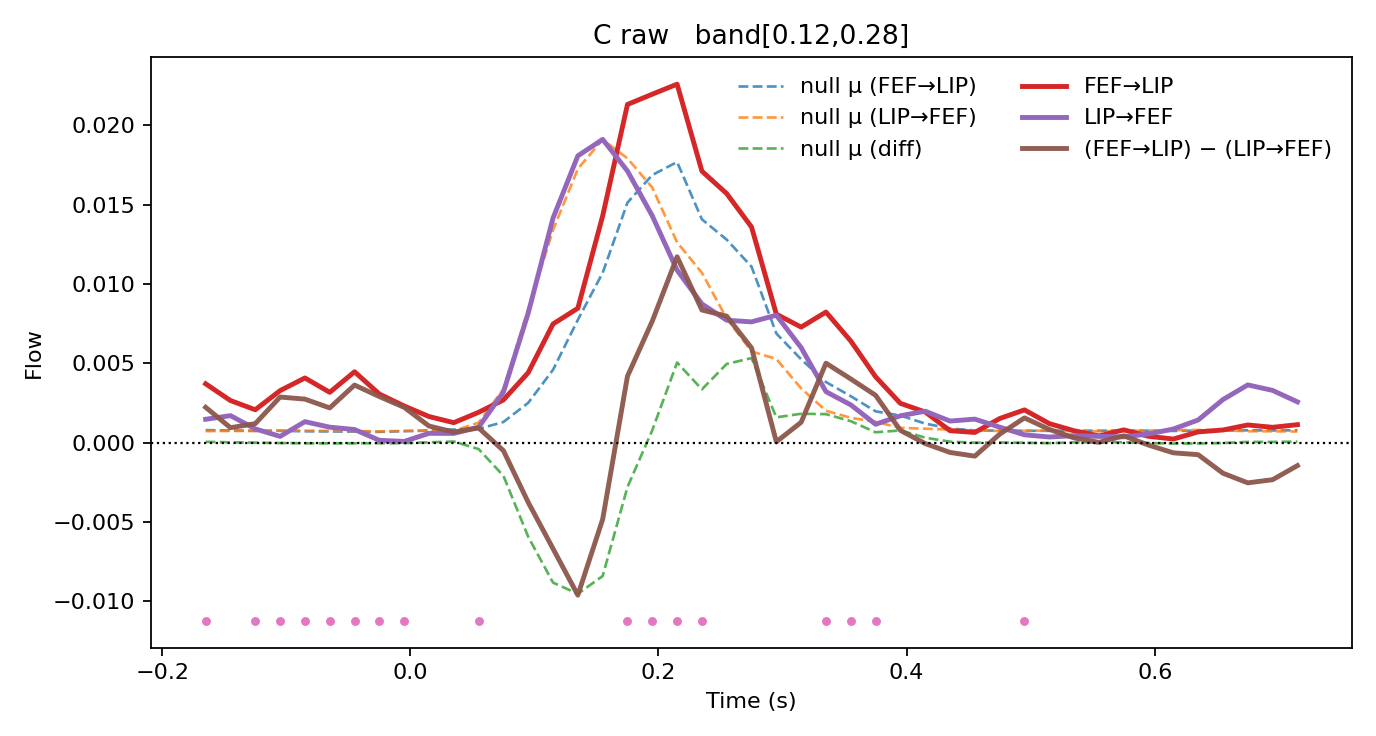 C raw   band[0.12,0.28]
null μ (FEF→LIP)
null μ (LIP→FEF)
null μ (diff)
FEF→LIP
LIP→FEF
(FEF→LIP) − (LIP→FEF)
Flow
0.020
0.015
0.010
0.005
0.000
−0.005
−0.010
−0.2 0.0 0.2 0.4 0.6
Time (s)